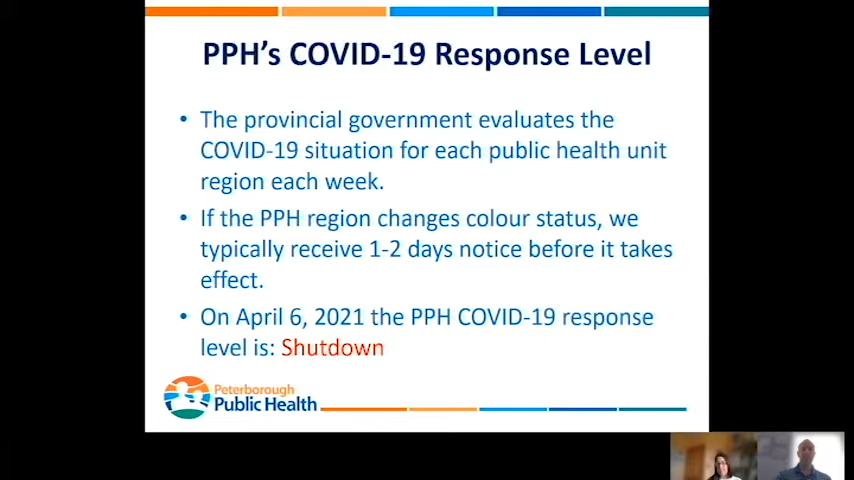 PPH's COVID-19 Response Level
• The provincial government evaluates the
COVID-19 situation for each public health unit
region each week.
• If the PPH region changes colour status, we
typically receive 1-2 days notice before it takes
effect.
• On April 6, 2021 the PPH COVID-19 response
level is: Shutdown
Peterborough
Public Health